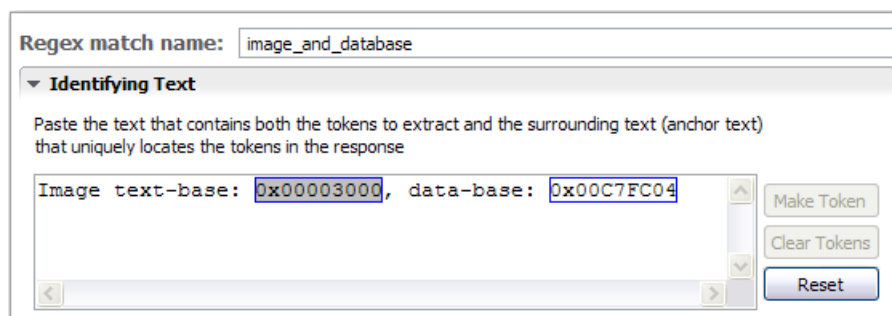 Regex match name: image_and_database
Identifying Text
Paste the text that contains both the tokens to extract and the surrounding text (anchor text)
that uniquely locates the tokens in the response
Image text-base: 0x00003000, data-base: 0x00C7FC04
Make Token
Clear Tokens
Reset